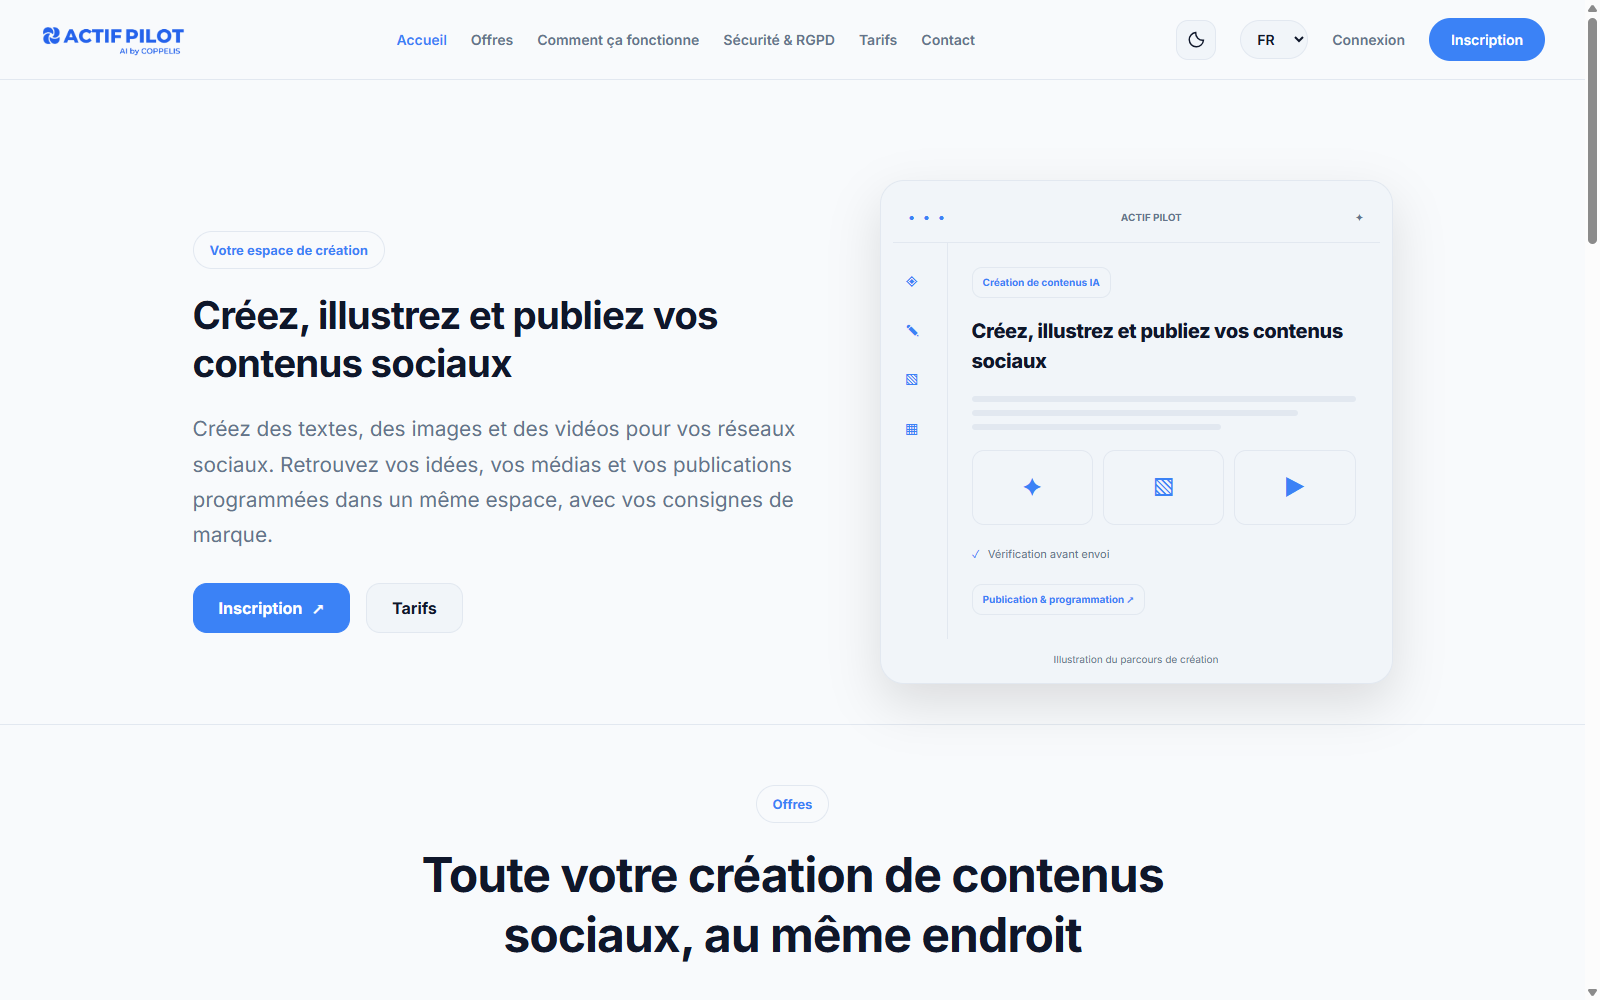 ACTIF PILOT
AI by COPPELIS
Accueil
Offres
Comment ça fonctionne
Sécurité & RGPD
Tarifs
Contact
FR
Connexion
Inscription
Votre espace de création
Créez, illustrez et publiez vos
contenus sociaux
Créez des textes, des images et des vidéos pour vos réseaux
sociaux. Retrouvez vos idées, vos médias et vos publications
programmées dans un même espace, avec vos consignes de
marque.
Inscription ↗
Tarifs
ACTIF PILOT
Création de contenus IA
Créez, illustrez et publiez vos contenus
sociaux
✓ Vérification avant envoi
Publication & programmation ↗
Illustration du parcours de création
Offres
Toute votre création de contenus
sociaux, au même endroit